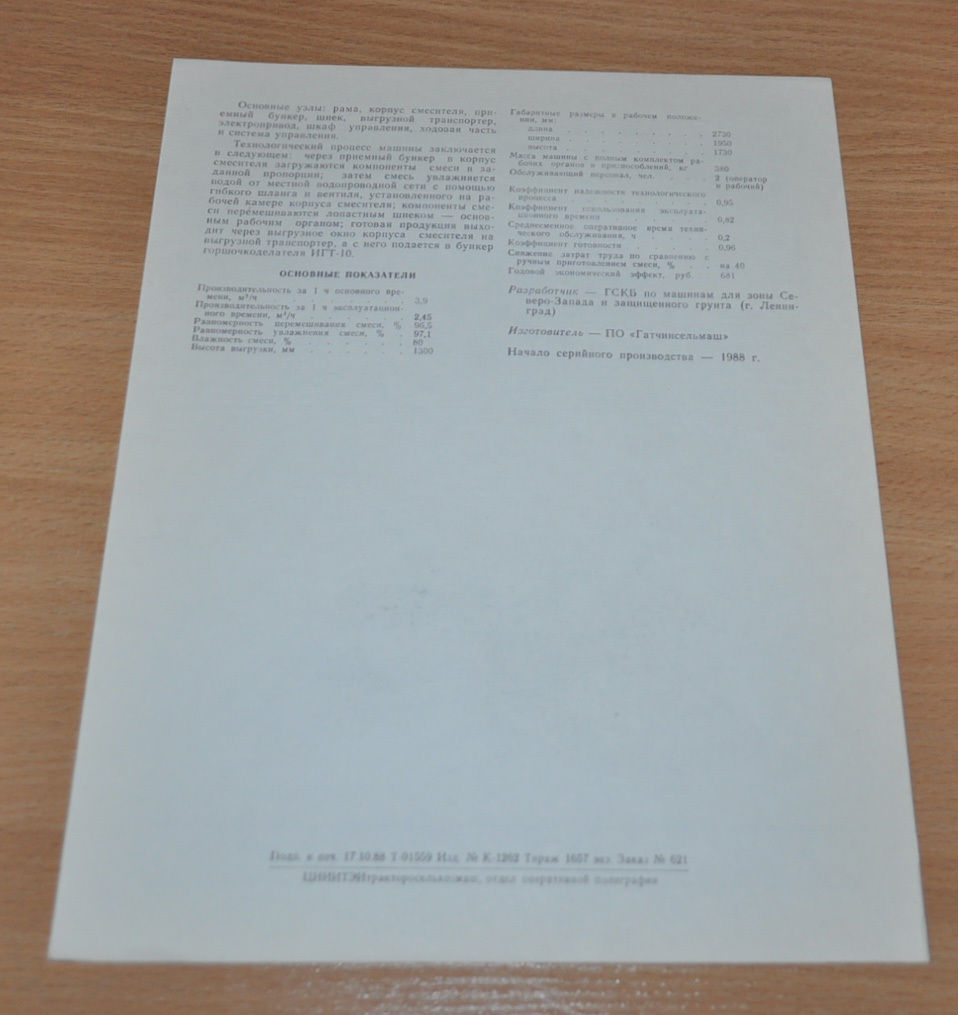 Основные узлы: рама, корпус смесителя, при-
емный бункер, шнек, выгрузной транспортер,
электропривод, шкаф управления, ходовая часть
и система управления.
Технологический процесс машины заключается
в следующем: через приемный бункер в корпус
смесителя загружаются компоненты смеси в за-
данной пропорции; затем смесь увлажняется
водой от местной водопроводной сети с помощью
гибкого шланга и вентиля, установленного на ра-
бочей камере корпуса смесителя; компоненты сме-
си перемешиваются лопастным шнеком — основ-
ным рабочим органом; готовая продукция выхо-
дит через выгрузное окно корпуса смесителя на
выгрузной транспортер, а с него подается в бункер
горшочкоделателя ИГТ-10.
ОСНОВНЫЕ ПОКАЗАТЕЛИ
Производительность за 1 ч основного вре-
мени, м³/ч . . . . . . . 3,9
Производительность за 1 ч эксплуатацион-
ного времени, м³/ч . . . . . . 2,45
Равномерность перемешивания смеси, % 96,5
Равномерность увлажнения смеси, % . 97,1
Влажность смеси, % . . . . . . 60
Высота выгрузки, мм . . . . . . 1500
Габаритные размеры в рабочем положе-
нии, мм:
длина . . . . . . . . . 2730
ширина . . . . . . . . . 1950
высота . . . . . . . . . 1730
Масса машины с полным комплектом ра-
бочих органов и приспособлений, кг 380
Обслуживающий персонал, чел. . . . . 2 (оператор
и рабочий)
Коэффициент надежности технологического
процесса . . . . . . . . 0,95
Коэффициент использования эксплуата-
ционного времени . . . . . . 0,82
Среднесменное оперативное время техни-
ческого обслуживания, ч . . . . 0,2
Коэффициент готовности . . . . . 0,96
Снижение затрат труда по сравнению с
ручным приготовлением смеси, % . . на 40
Годовой экономический эффект, руб. . 681
Разработчик — ГСКБ по машинам для зоны Се-
веро-Запада и защищенного грунта (г. Ленин-
град)
Изготовитель — ПО «Гатчинсельмаш»
Начало серийного производства — 1988 г.
Подп. к печ. 17.10.88 Т-01559 Изд. № К-1262 Тираж 1657 экз. Заказ № 621
ЦНИИТЭИтракторосельхозмаш, отдел оперативной полиграфии